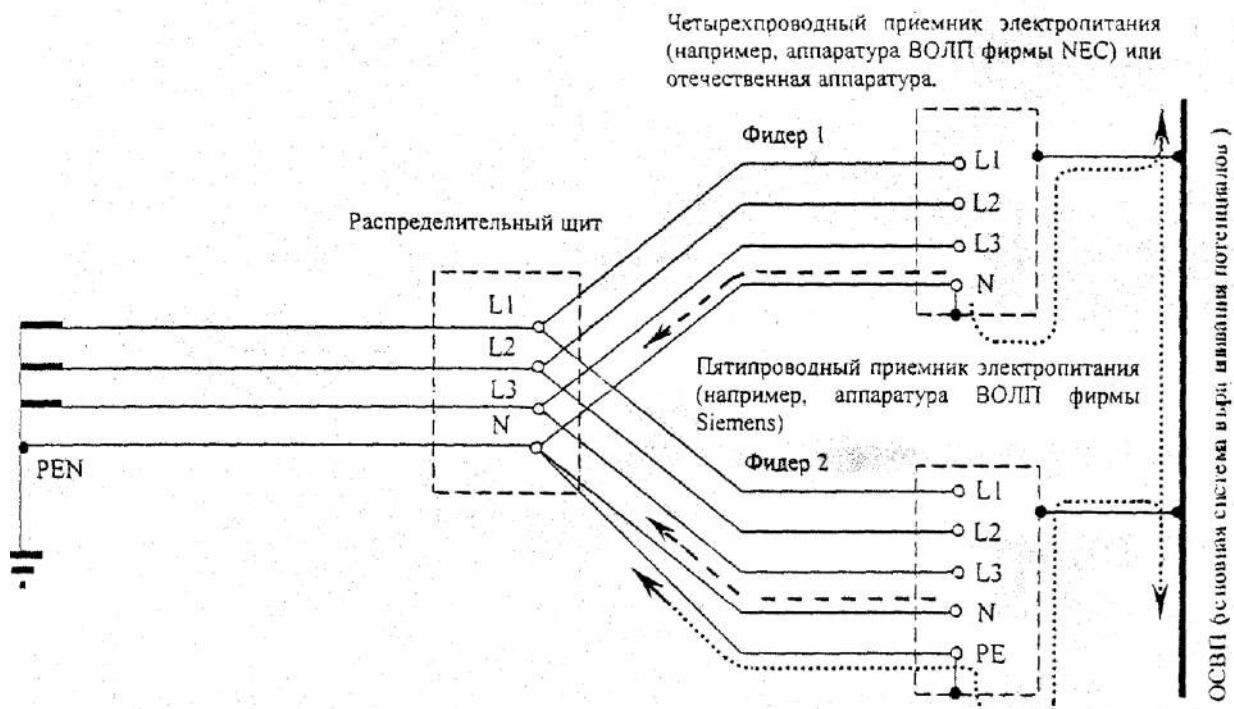 Четырехпроводный приемник электропитания
(например, аппаратура ВОЛП фирмы NEC) или
отечественная аппаратура.
Фидер 1
L1
L2
L3
N
Распределительный щит
L1
L2
L3
N
PEN
Пятипроводный приемник электропитания
(например, аппаратура ВОЛП фирмы
Siemens)
Фидер 2
L1
L2
L3
N
PE
ОСВП (основная система выравнивания потенциалов )